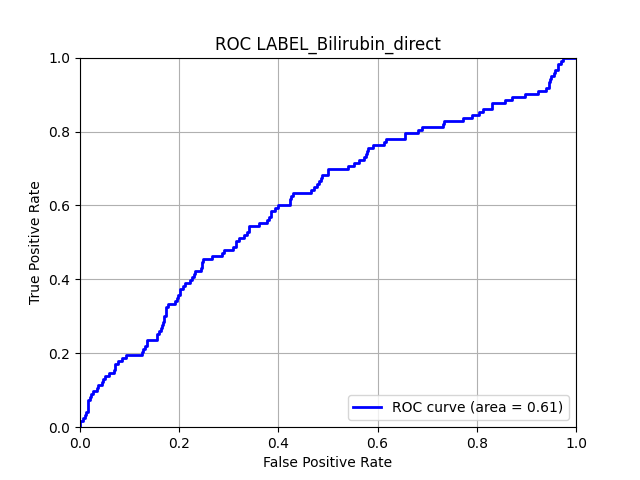 ROC LABEL_Bilirubin_direct
True Positive Rate
1.0
0.8
0.6
0.4
0.2
0.0
0.0 0.2 0.4 0.6 0.8 1.0
False Positive Rate
ROC curve (area = 0.61)